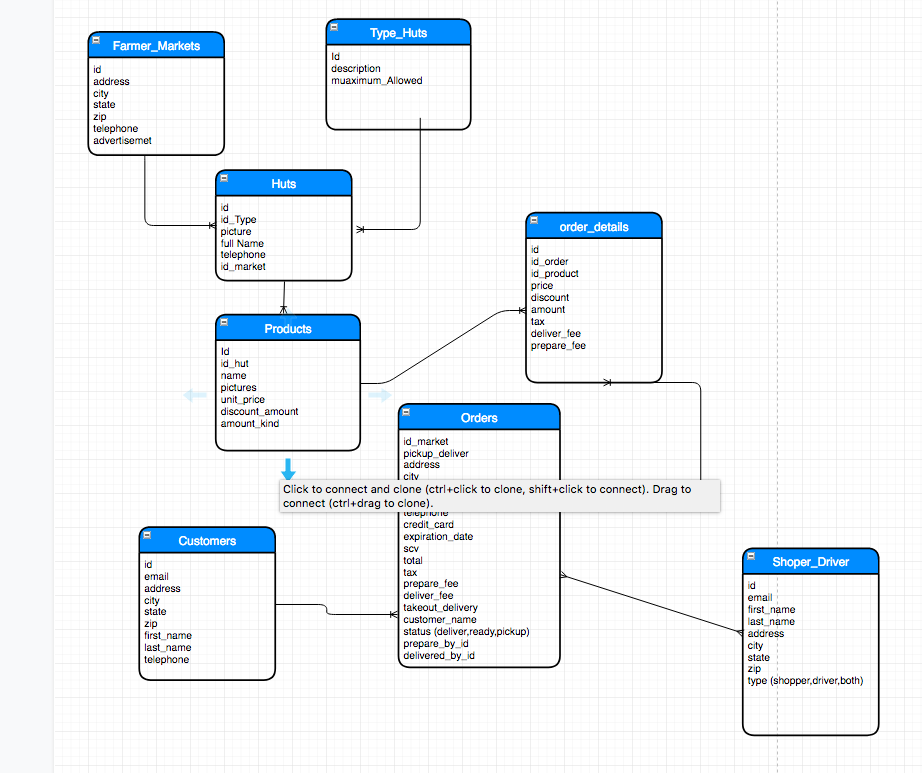 Farmer_Markets
id
address
city
state
zip
telephone
advertisemet
Type_Huts
Id
description
muaximum_Allowed
Huts
id
id_Type
picture
full Name
telephone
id_market
order_details
id
id_order
id_product
price
discount
amount
tax
deliver_fee
prepare_fee
Products
Id
id_hut
name
pictures
unit_price
discount_amount
amount_kind
Orders
id_market
pickup_deliver
address
city
Click to connect and clone (ctrl+click to clone, shift+click to connect). Drag to
connect (ctrl+drag to clone).
telephone
credit_card
expiration_date
scv
total
tax
prepare_fee
deliver_fee
takeout_delivery
customer_name
status (deliver,ready,pickup)
prepare_by_id
delivered_by_id
Customers
id
email
address
city
state
zip
first_name
last_name
telephone
Shoper_Driver
id
email
first_name
last_name
address
city
state
zip
type (shopper,driver,both)